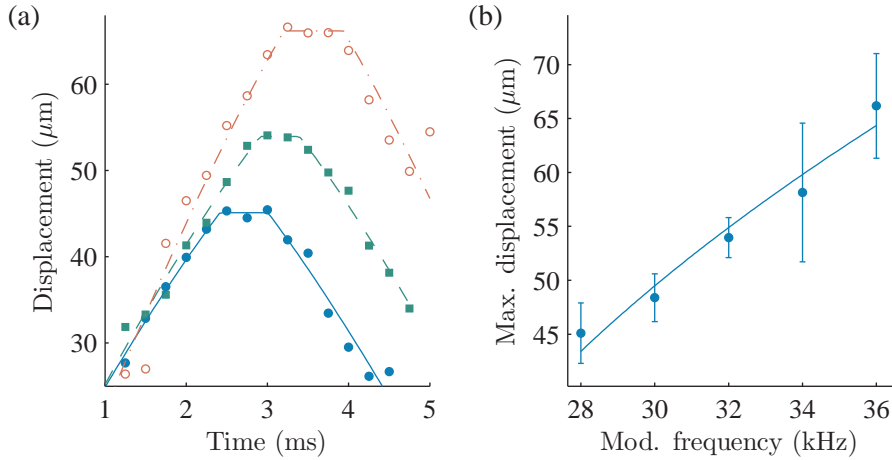 (a)
60
50
40
30
Displacement (μm)
1 2 3 4 5
Time (ms)
(b)
70
65
60
55
50
45
Max. displacement (μm)
28 30 32 34 36
Mod. frequency (kHz)